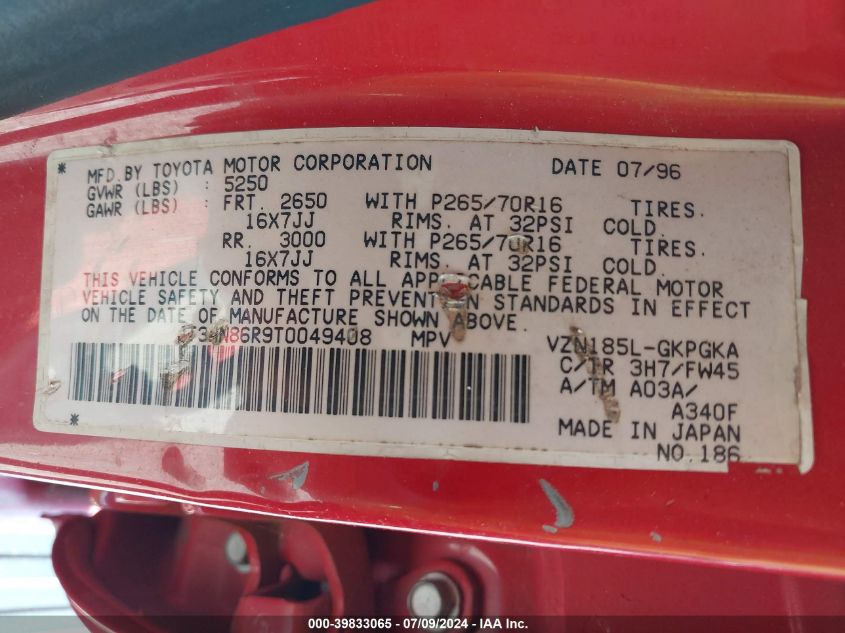 * MFD.BY TOYOTA MOTOR CORPORATION DATE 07/96
GVWR (LBS) : 5250
GAWR (LBS) : FRT. 2650 WITH P265/70R16 TIRES.
16X7JJ RIMS. AT 32PSI COLD.
RR. 3000 WITH P265/70R16 TIRES.
16X7JJ RIMS. AT 32PSI COLD.
THIS VEHICLE CONFORMS TO ALL APPLICABLE FEDERAL MOTOR
VEHICLE SAFETY AND THEFT PREVENTION STANDARDS IN EFFECT
ON THE DATE OF MANUFACTURE SHOWN ABOVE.
MPV VZN185L-GKPGKA
C/TR 3H7/FW45
A/TM A03A/
A340F
* MADE IN JAPAN
NO.186
000-39833065 / 07/09/2024 - IAA Inc.